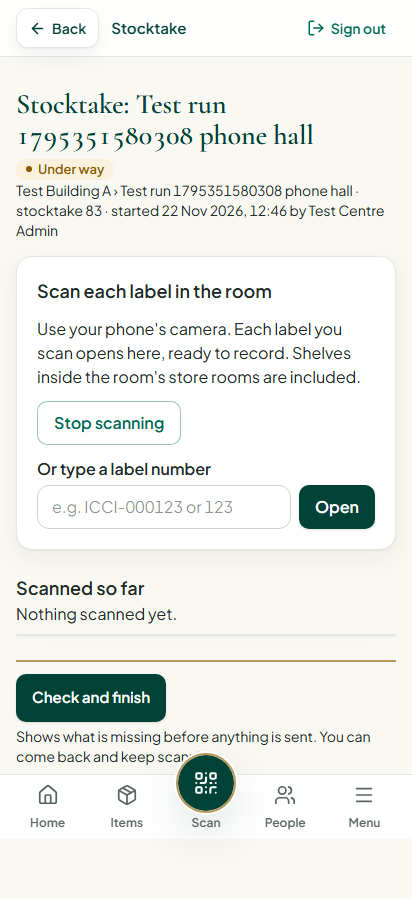 Back
Stocktake
Sign out
Stocktake: Test run
1795351580308 phone hall
Under way
Test Building A › Test run 1795351580308 phone hall ·
stocktake 83 · started 22 Nov 2026, 12:46 by Test Centre
Admin
Scan each label in the room
Use your phone's camera. Each label you
scan opens here, ready to record. Shelves
inside the room's store rooms are included.
Stop scanning
Or type a label number
e.g. ICCI-000123 or 123
Open
Scanned so far
Nothing scanned yet.
Check and finish
Shows what is missing before anything is sent. You can
come back and keep
Home
Items
Scan
People
Menu